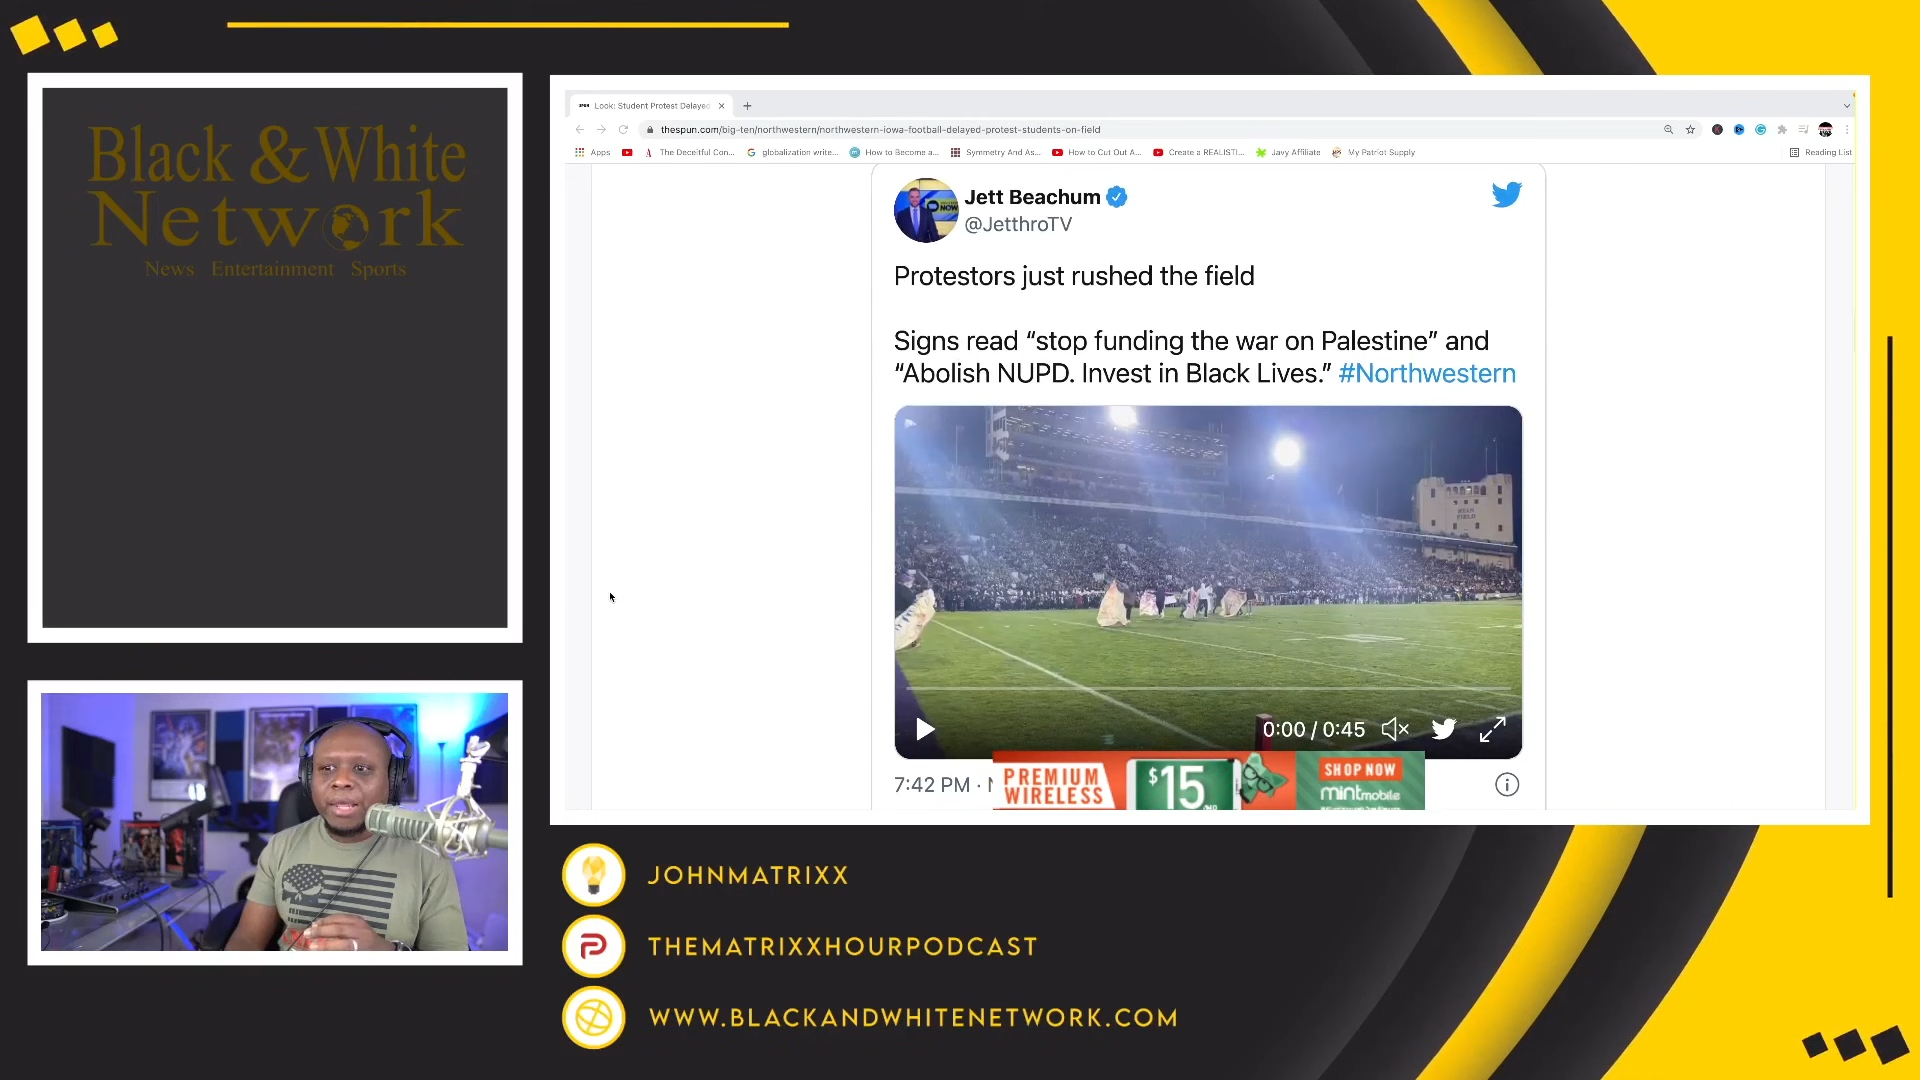 Black & White
Network
News Entertainment Sports
Look: Student Protest Delayed
thespun.com/big-ten/northwestern/northwestern-iowa-football-delayed-protest-students-on-field
Apps
The Deceitful Con...
globalization write...
How to Become a...
Symmetry And As...
How to Cut Out A...
Create a REALISTI...
Javy Affiliate
My Patriot Supply
Reading List
Jett Beachum
@JetthroTV
Protestors just rushed the field
Signs read “stop funding the war on Palestine” and
“Abolish NUPD. Invest in Black Lives.” #Northwestern
0:00 / 0:45
7:42 PM ·
PREMIUM
WIRELESS
$15
SHOP NOW
mintmobile
JOHNMATRIXX
THEMATRIXXHOURPODCAST
WWW.BLACKANDWHITENETWORK.COM